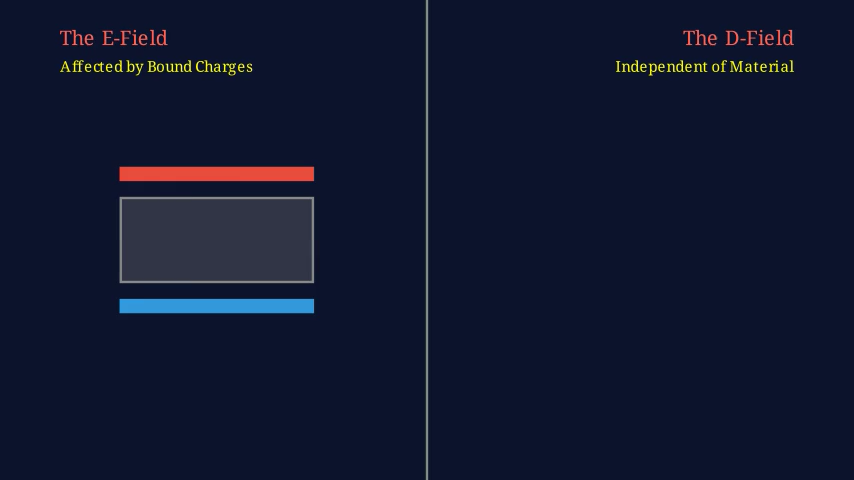 The E-Field
Affected by Bound Charges
The D-Field
Independent of Material